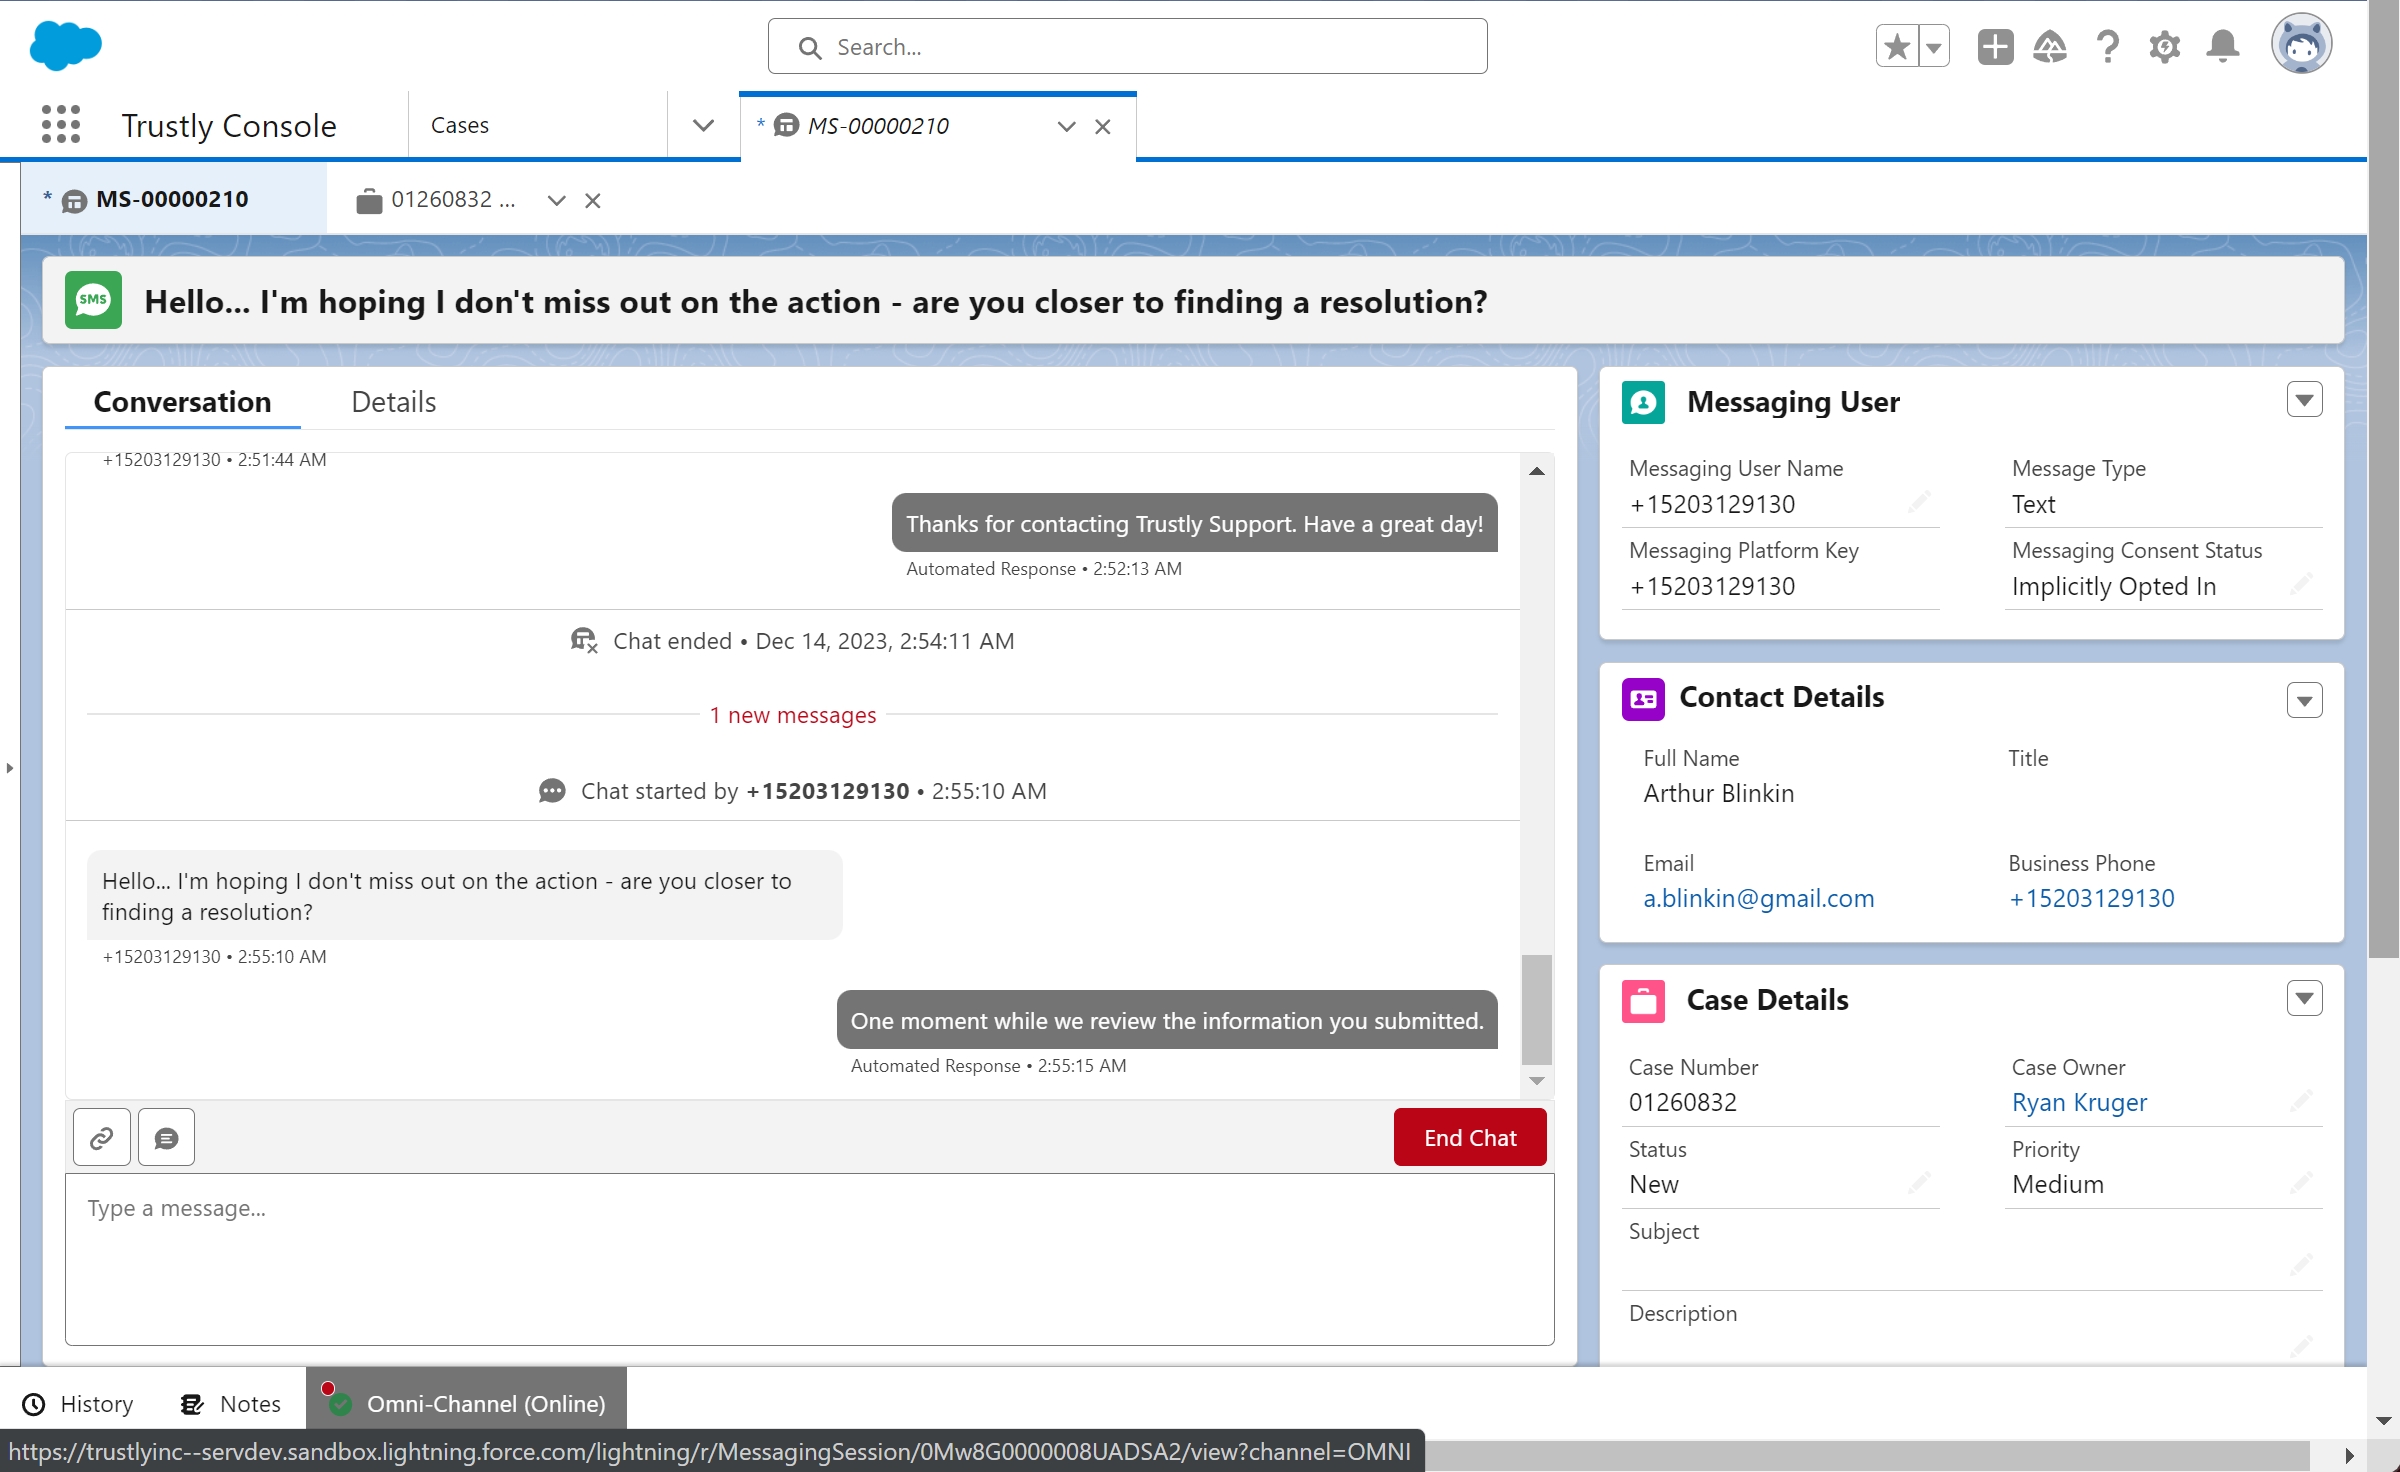 Search...
Trustly Console
Cases
* MS-00000210
* MS-00000210
01260832 ...
SMS
Hello... I'm hoping I don't miss out on the action - are you closer to finding a resolution?
Conversation
Details
+15203129130 • 2:51:44 AM
Thanks for contacting Trustly Support. Have a great day!
Automated Response • 2:52:13 AM
Chat ended • Dec 14, 2023, 2:54:11 AM
1 new messages
Chat started by +15203129130 • 2:55:10 AM
Hello... I'm hoping I don't miss out on the action - are you closer to
finding a resolution?
+15203129130 • 2:55:10 AM
One moment while we review the information you submitted.
Automated Response • 2:55:15 AM
End Chat
Type a message...
Messaging User
Messaging User Name
+15203129130
Message Type
Text
Messaging Platform Key
+15203129130
Messaging Consent Status
Implicitly Opted In
Contact Details
Full Name
Arthur Blinkin
Title
Email
a.blinkin@gmail.com
Business Phone
+15203129130
Case Details
Case Number
01260832
Case Owner
Ryan Kruger
Status
New
Priority
Medium
Subject
Description
History
Notes
Omni-Channel (Online)
https://trustlyinc--servdev.sandbox.lightning.force.com/lightning/r/MessagingSession/0Mw8G0000008UADSA2/view?channel=OMNI